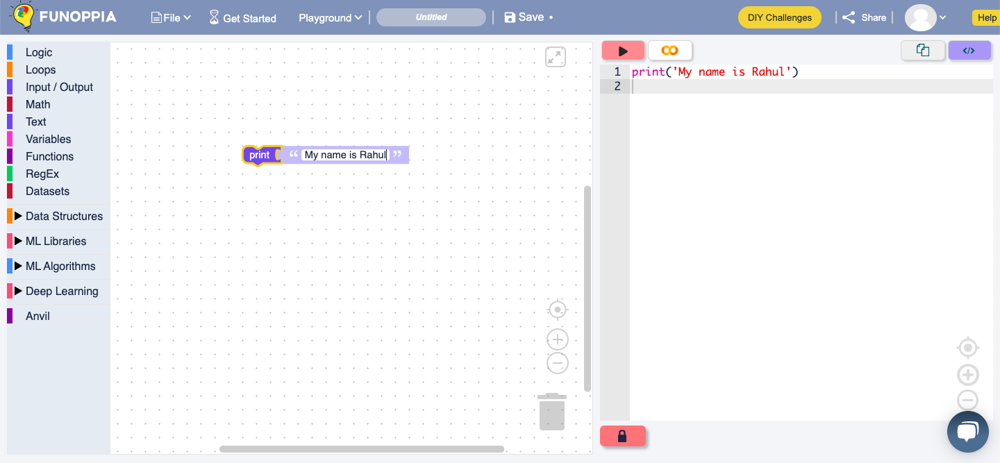 FUNOPPIA
File
Get Started
Playground
Untitled
Save
DIY Challenges
Share
Help
Logic
Loops
Input / Output
Math
Text
Variables
Functions
RegEx
Datasets
Data Structures
ML Libraries
ML Algorithms
Deep Learning
Anvil
print “ My name is Rahul ”
</>
1 print('My name is Rahul')
2